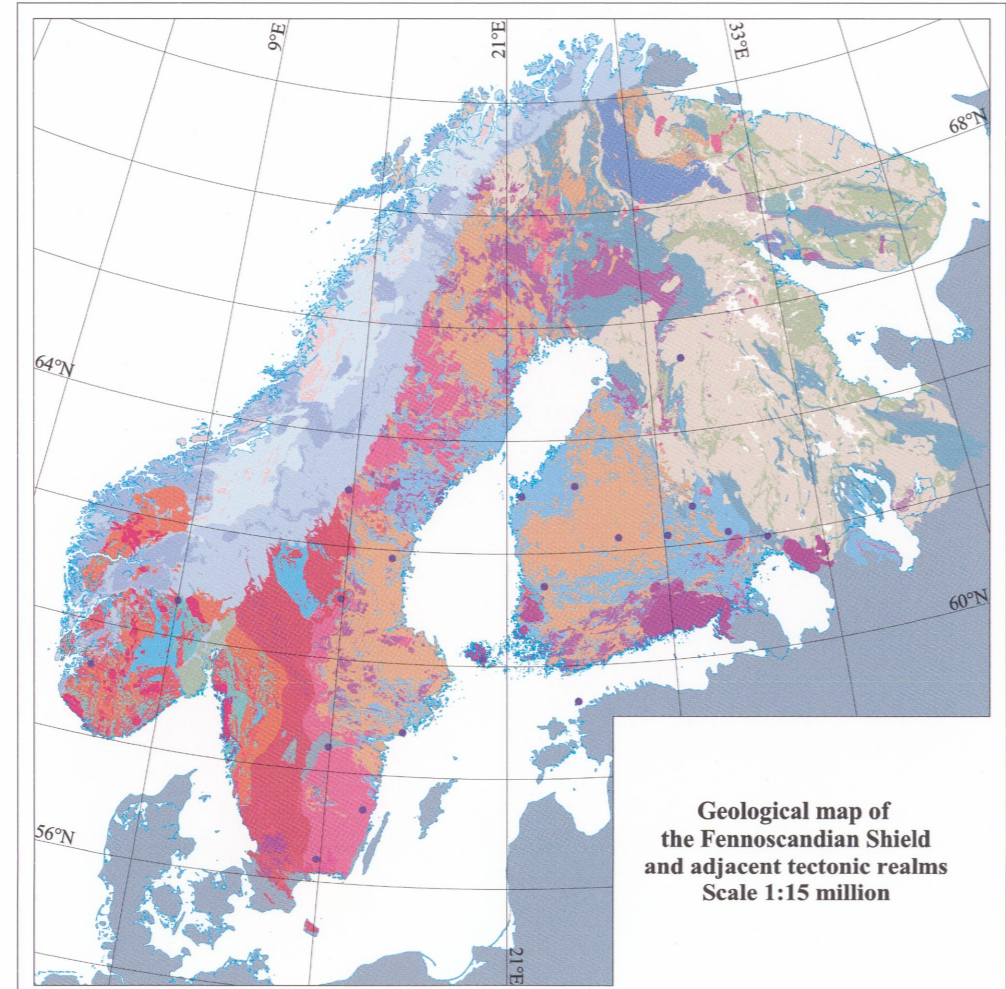 9°E
21°E
33°E
68°N
64°N
60°N
56°N
Geological map of
the Fennoscandian Shield
and adjacent tectonic realms
Scale 1:15 million
21°E